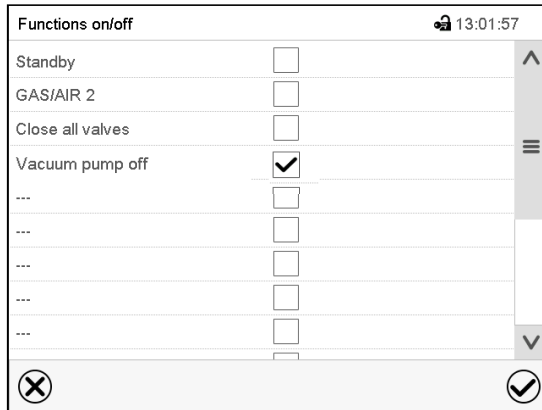 Functions on/off 13:01:57
Standby
GAS/AIR 2
Close all valves
Vacuum pump off
---
---
---
---
---